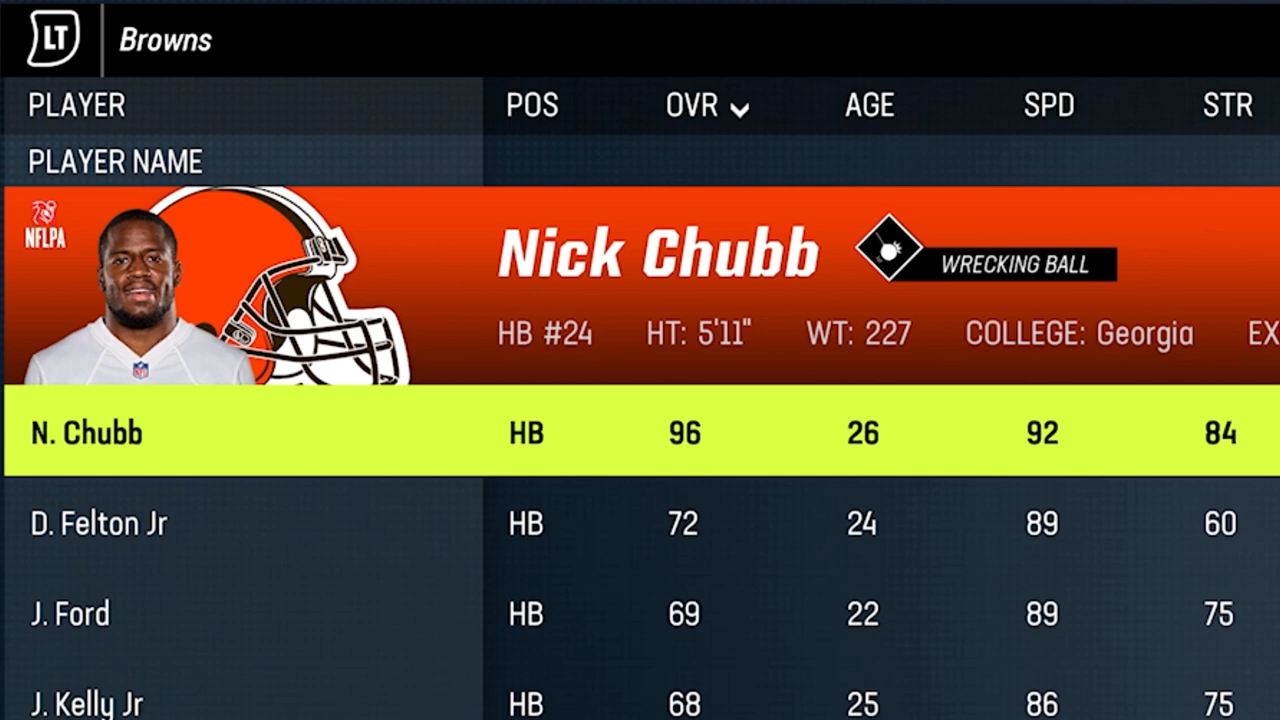 LT Browns
PLAYER POS OVR AGE SPD STR
PLAYER NAME
NFLPA
Nick Chubb WRECKING BALL
HB #24 HT: 5'11" WT: 227 COLLEGE: Georgia EX
N. Chubb HB 96 26 92 84
D. Felton Jr HB 72 24 89 60
J. Ford HB 69 22 89 75
J. Kelly Jr HB 68 25 86 75